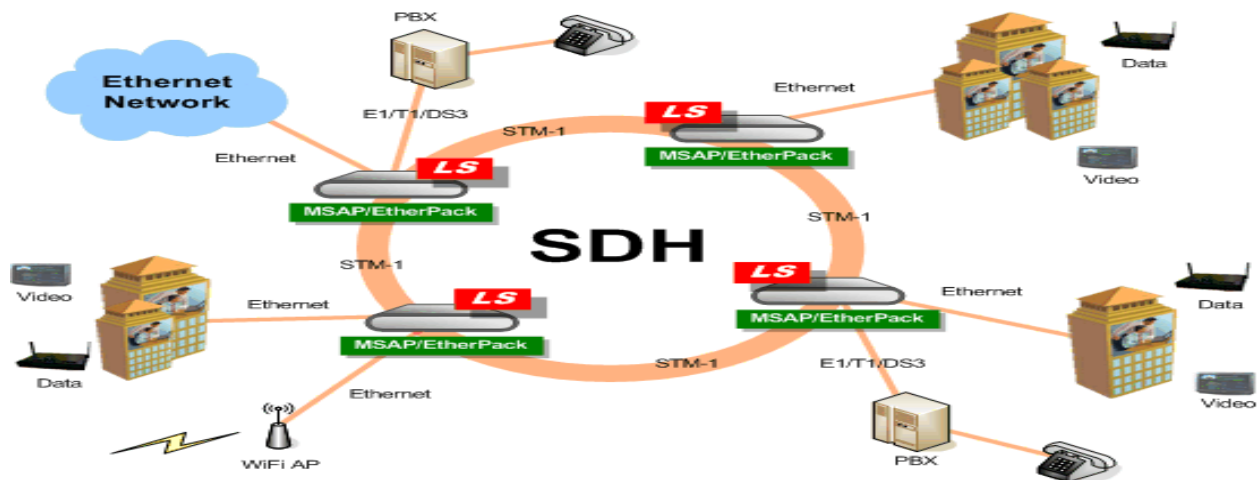 PBX
Ethernet
Network
E1/T1/DS3
Ethernet
STM-1
LS
MSAP/EtherPack
LS
MSAP/EtherPack
Ethernet
Data
Video
SDH
STM-1
STM-1
Video
Data
Ethernet
LS
MSAP/EtherPack
Ethernet
WiFi AP
LS
MSAP/EtherPack
STM-1
Ethernet
E1/T1/DS3
Data
Video
PBX